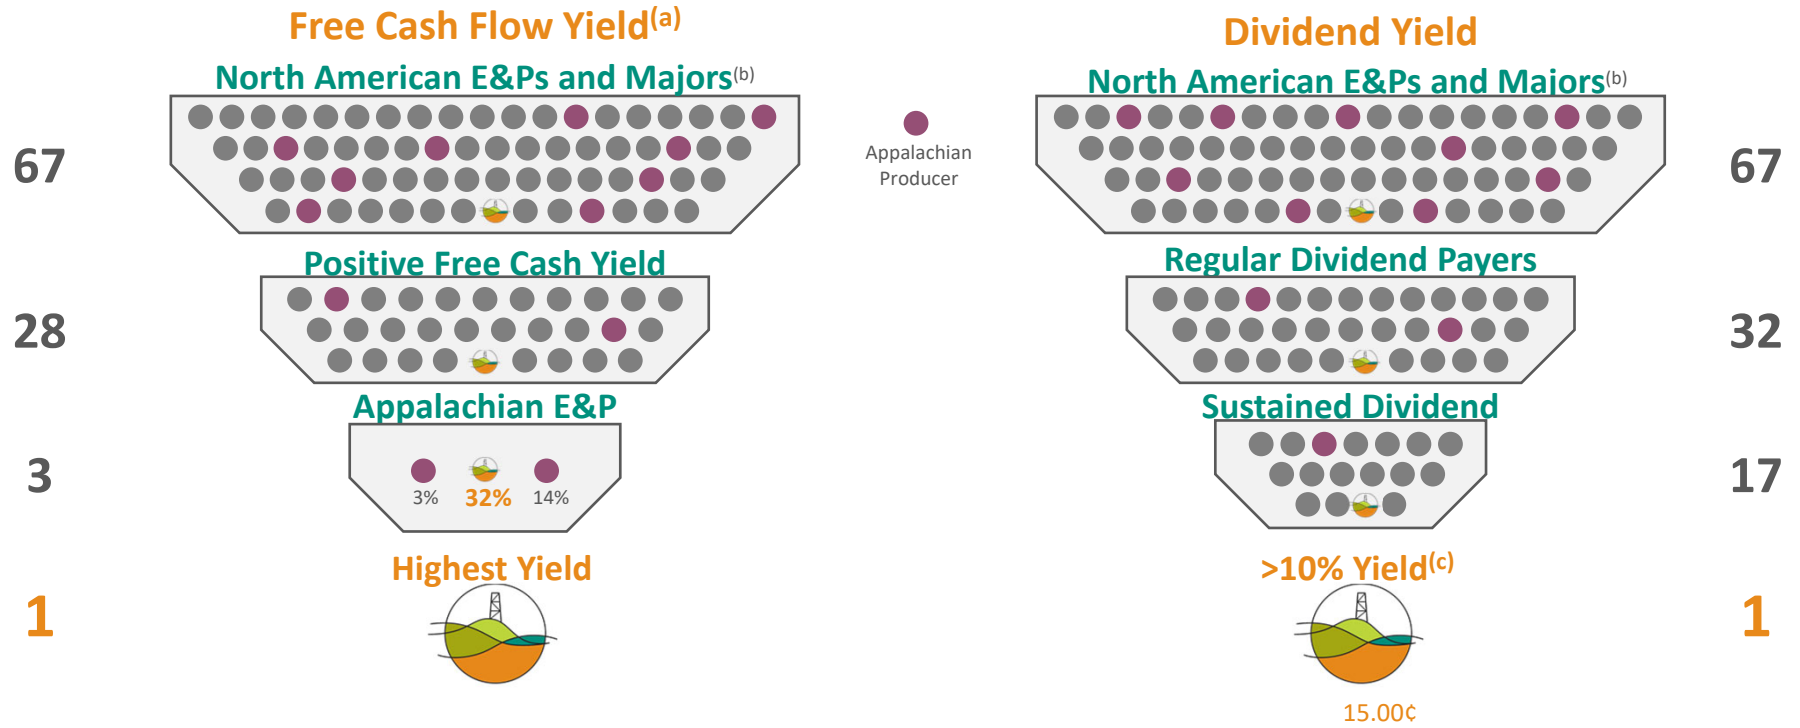 Free Cash Flow Yield(a)
North American E&Ps and Majors(b)
67
Positive Free Cash Yield
28
Appalachian E&P
3
3% 32% 14%
Highest Yield
1
Appalachian
Producer
Dividend Yield
North American E&Ps and Majors(b)
67
Regular Dividend Payers
32
Sustained Dividend
17
>10% Yield(c)
1
15.00¢